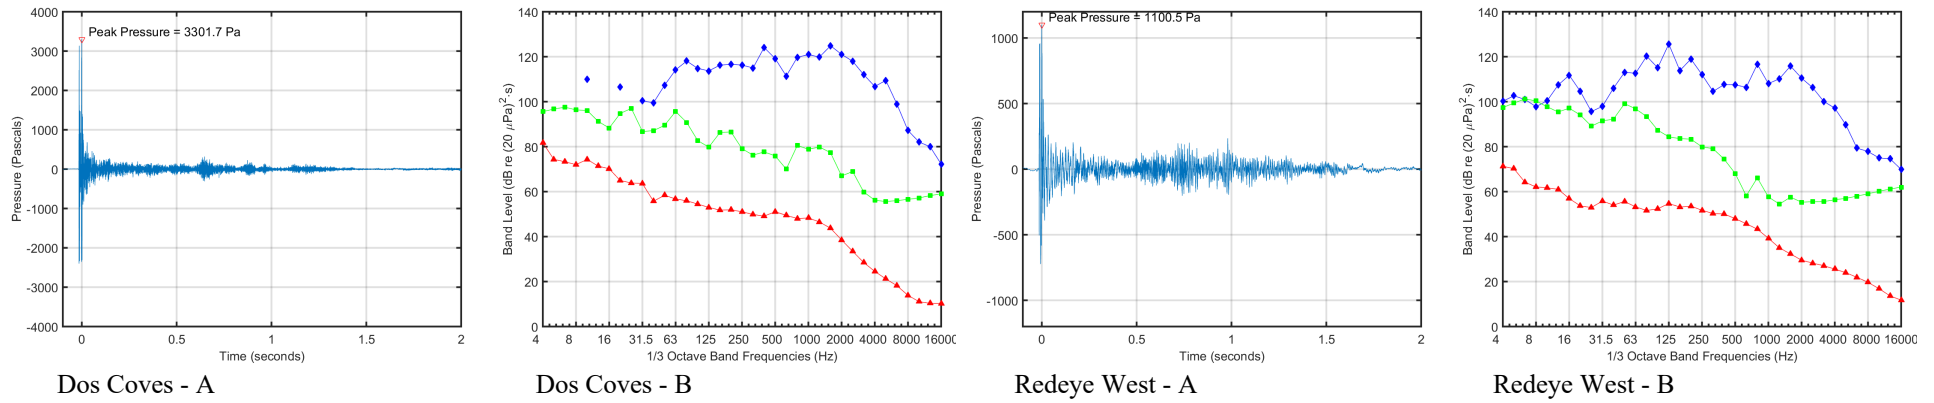 4000
3000
2000
1000
0
-1000
-2000
-3000
-4000
Pressure (Pascals)
Peak Pressure = 3301.7 Pa
0 0.5 1 1.5 2
Time (seconds)
Dos Coves - A
140
120
100
80
60
40
20
0
Band Level (dB re (20 μPa)²·s)
4 8 16 31.5 63 125 250 500 1000 2000 4000 8000 16000
1/3 Octave Band Frequencies (Hz)
Dos Coves - B
1000
500
0
-500
-1000
Pressure (Pascals)
Peak Pressure = 1100.5 Pa
0 0.5 1 1.5 2
Time (seconds)
Redeye West - A
140
120
100
80
60
40
20
0
Band Level (dB re (20 μPa)²·s)
4 8 16 31.5 63 125 250 500 1000 2000 4000 8000 16000
1/3 Octave Band Frequencies (Hz)
Redeye West - B